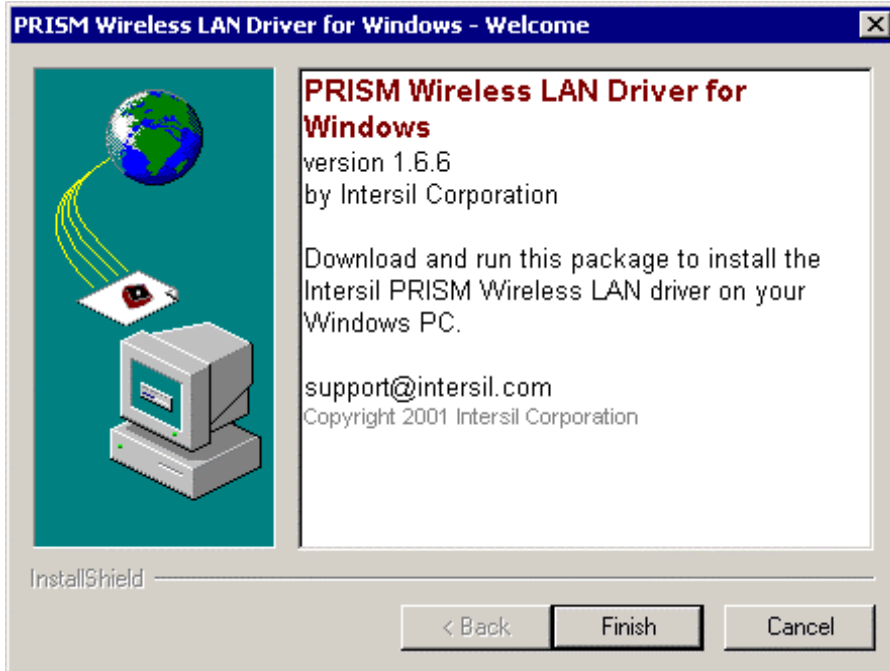 PRISM Wireless LAN Driver for Windows - Welcome
PRISM Wireless LAN Driver for
Windows
version 1.6.6
by Intersil Corporation
Download and run this package to install the
Intersil PRISM Wireless LAN driver on your
Windows PC.
support@intersil.com
Copyright 2001 Intersil Corporation
InstallShield
< Back
Finish
Cancel